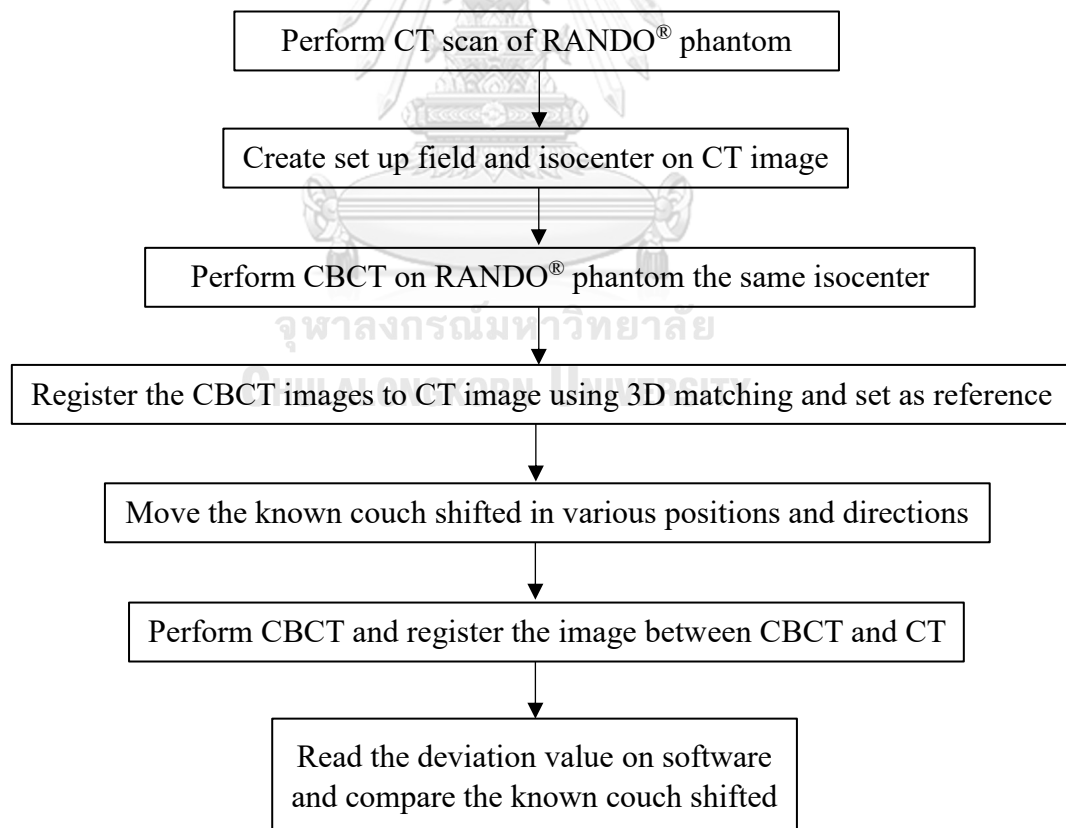 Perform CT scan of RANDO® phantom
Create set up field and isocenter on CT image
Perform CBCT on RANDO® phantom the same isocenter
จุฬาลงกรณ์มหาวิทยาลัย
Register the CBCT images to CT image using 3D matching and set as reference
CHULALONGKORN UNIVERSITY
Move the known couch shifted in various positions and directions
Perform CBCT and register the image between CBCT and CT
Read the deviation value on software
and compare the known couch shifted